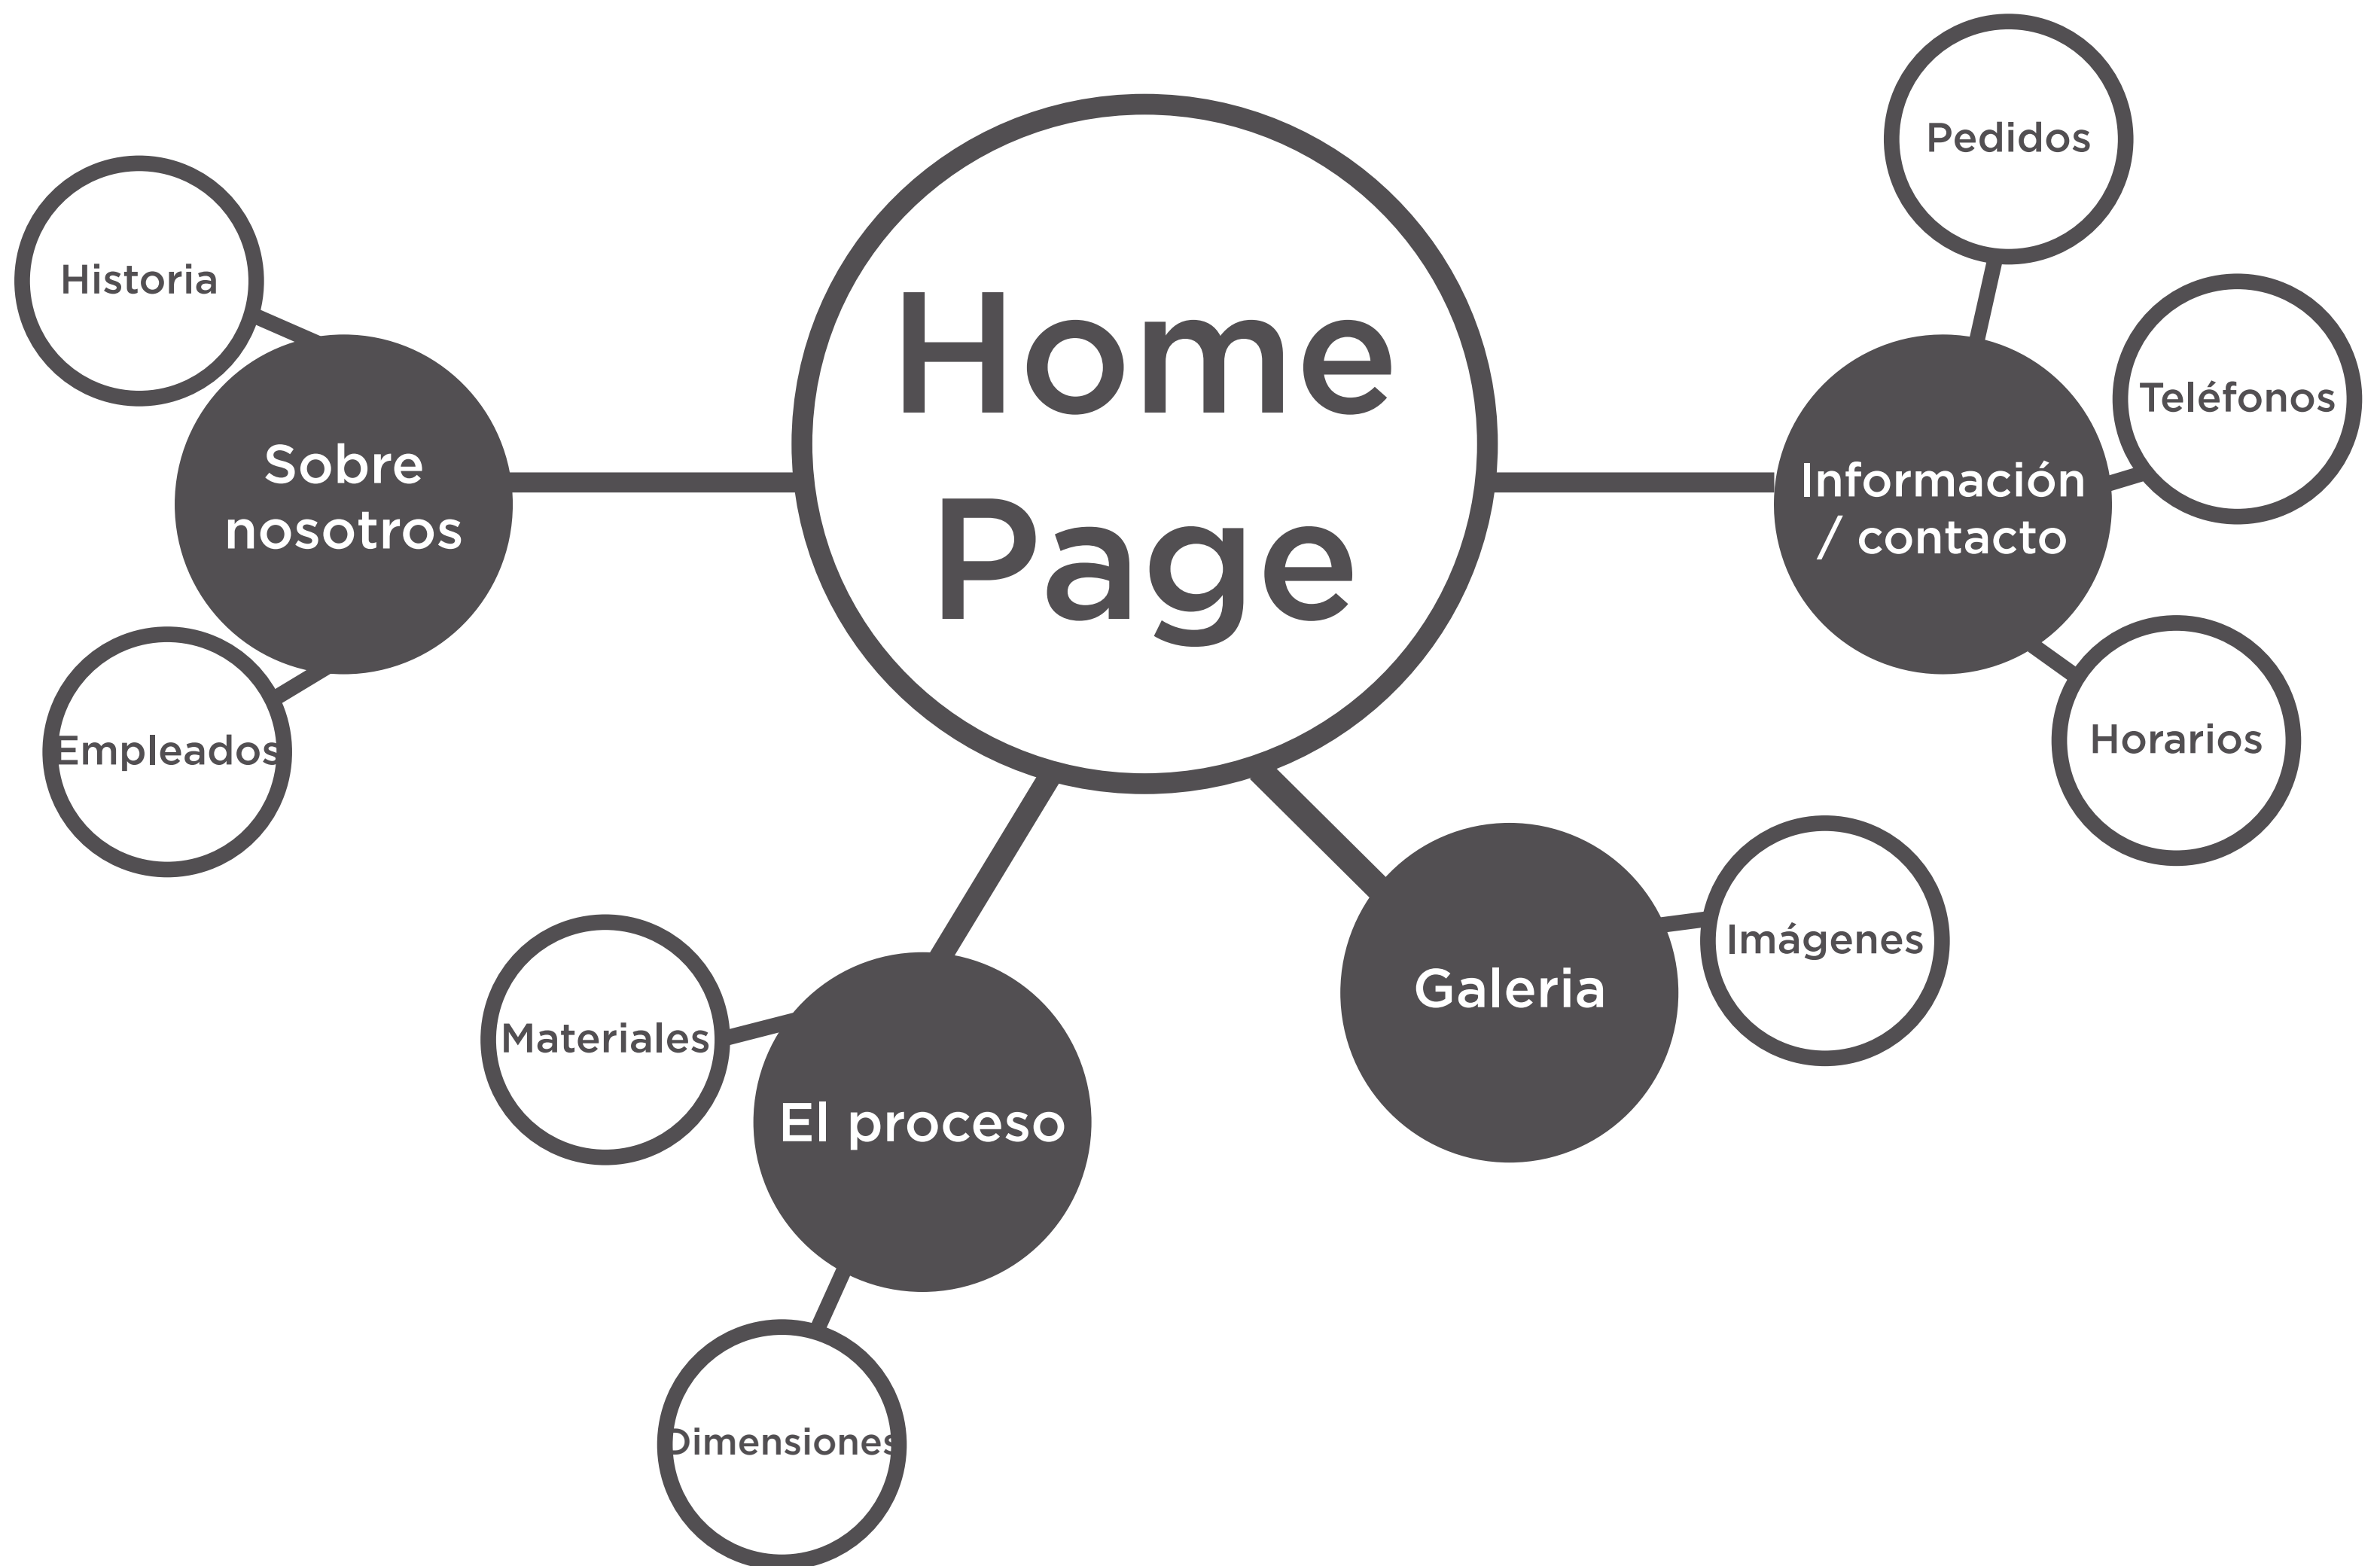 Home
Page
Historia
Sobre
nosotros
Empleados
Pedidos
Teléfonos
Información
/ contacto
Horarios
Imágenes
Galeria
Materiales
El proceso
Dimensiones